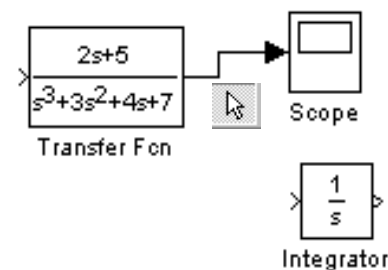 2s+5
s³+3s²+4s+7
Transfer Fcn
Scope
1
s
Integrator